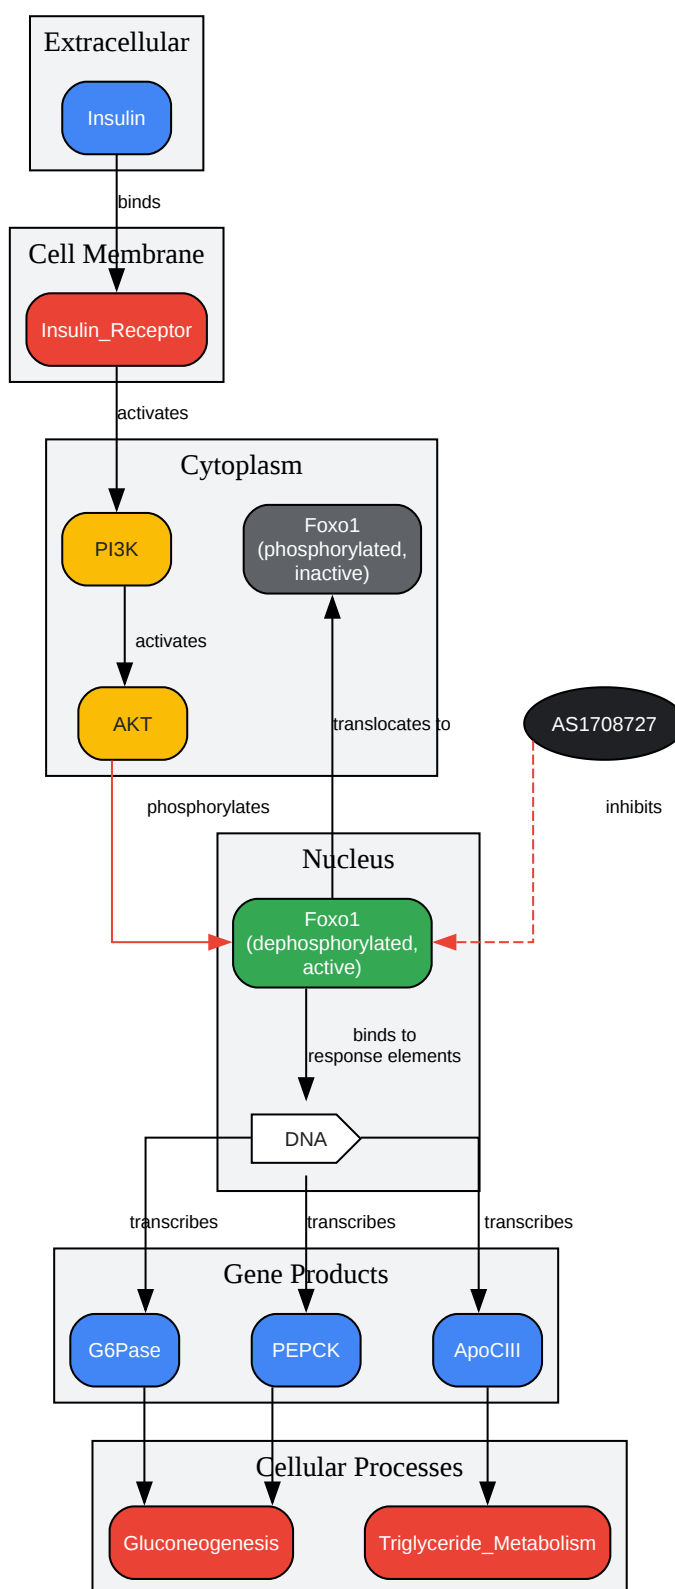 Extracellular
Insulin
binds
Cell Membrane
Insulin_Receptor
activates
Cytoplasm
PI3K
Foxo1
(phosphorylated,
inactive)
activates
AKT
translocates to
AS1708727
phosphorylates
inhibits
Nucleus
Foxo1
(dephosphorylated,
active)
binds to
response elements
DNA
transcribes
transcribes
transcribes
Gene Products
G6Pase
PEPCK
ApoCIII
Cellular Processes
Gluconeogenesis
Triglyceride_Metabolism